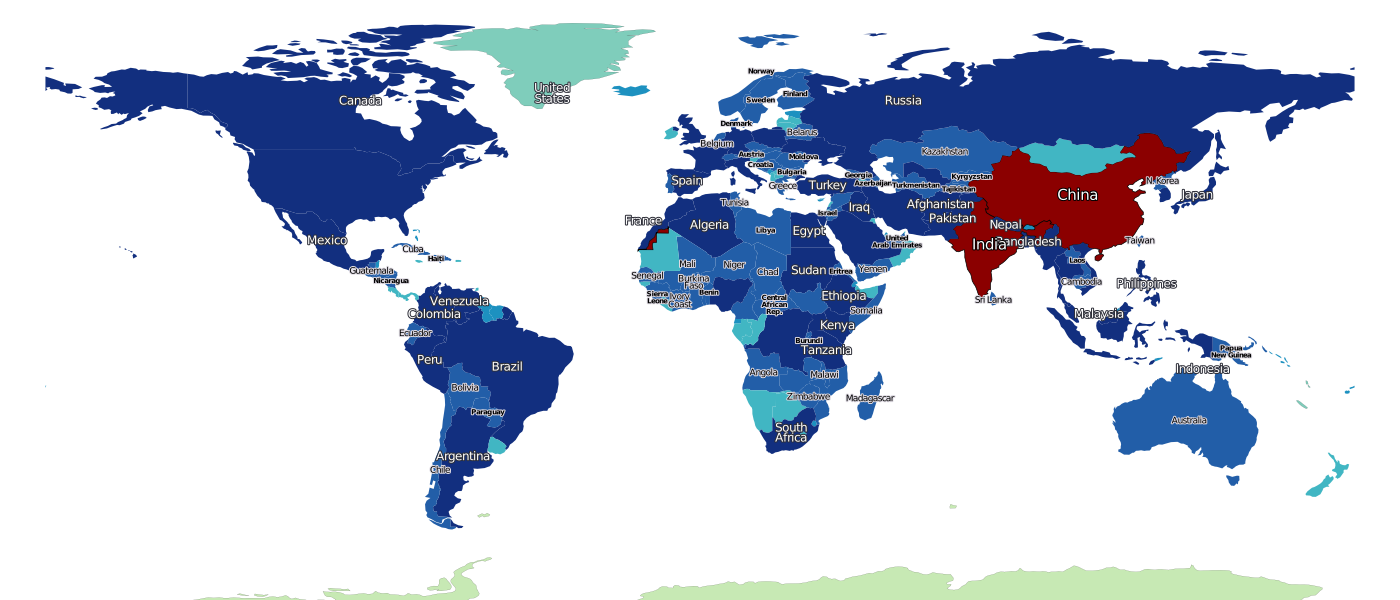 Norway
Finland
United
States
Sweden
Canada
Russia
Denmark
Belarus
Belgium
Kazakhstan
Austria
Moldova
Croatia
Bulgaria
Georgia
Kyrgyzstan
N. Korea
Spain
Greece
Turkey
Azerbaijan
Turkmenistan
Tajikistan
China
Japan
Tunisia
Iraq
Afghanistan
Israel
Pakistan
France
Algeria
Libya
Egypt
Nepal
Mexico
Cuba
United
Arab Emirates
India
Bangladesh
Taiwan
Haiti
Laos
Guatemala
Mali
Niger
Chad
Sudan
Eritrea
Yemen
Nicaragua
Senegal
Burkina
Faso
Cambodia
Philippines
Sierra
Leone
Ivory
Coast
Benin
Central
African
Rep.
Ethiopia
Sri Lanka
Venezuela
Colombia
Somalia
Malaysia
Ecuador
Kenya
Burundi
Tanzania
Papua
New Guinea
Peru
Brazil
Indonesia
Angola
Malawi
Bolivia
Zimbabwe
Madagascar
Paraguay
Australia
South
Africa
Argentina
Chile